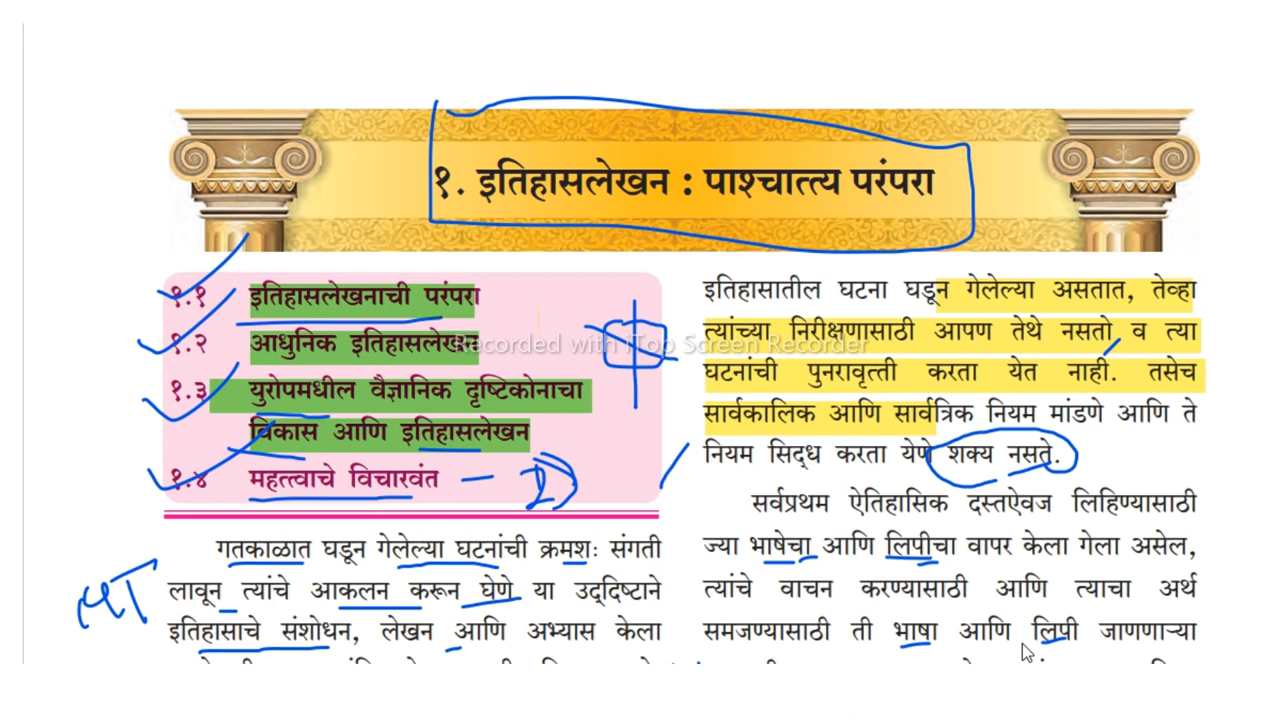 १. इतिहासलेखन : पाश्चात्त्य परंपरा
१.१ इतिहासलेखनाची परंपरा
१.२ आधुनिक इतिहासलेखन
१.३ युरोपमधील वैज्ञानिक दृष्टिकोनाचा
विकास आणि इतिहासलेखन
१.४ महत्त्वाचे विचारवंत
गतकाळात घडून गेलेल्या घटनांची क्रमशः संगती
लावून त्यांचे आकलन करून घेणे या उद्‌दिष्टाने
इतिहासाचे संशोधन, लेखन आणि अभ्यास केला
इतिहासातील घटना घडून गेलेल्या असतात, तेव्हा
त्यांच्या निरीक्षणासाठी आपण तेथे नसतो, व त्या
घटनांची पुनरावृत्ती करता येत नाही. तसेच
सार्वकालिक आणि सार्वत्रिक नियम मांडणे आणि ते
नियम सिद्ध करता येणे शक्य नसते.
सर्वप्रथम ऐतिहासिक दस्तऐवज लिहिण्यासाठी
ज्या भाषेचा आणि लिपीचा वापर केला गेला असेल,
त्यांचे वाचन करण्यासाठी आणि त्याचा अर्थ
समजण्यासाठी ती भाषा आणि लिपी जाणणाऱ्या
Recorded with iTop Screen Recorder